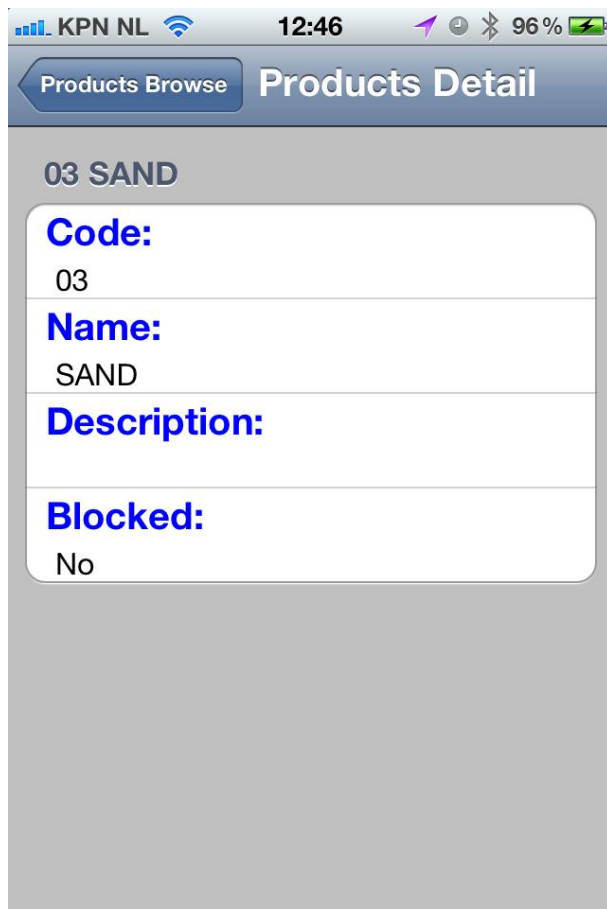 KPN NL 12:46 96%
Products Browse Products Detail
03 SAND
Code:
03
Name:
SAND
Description:
Blocked:
No